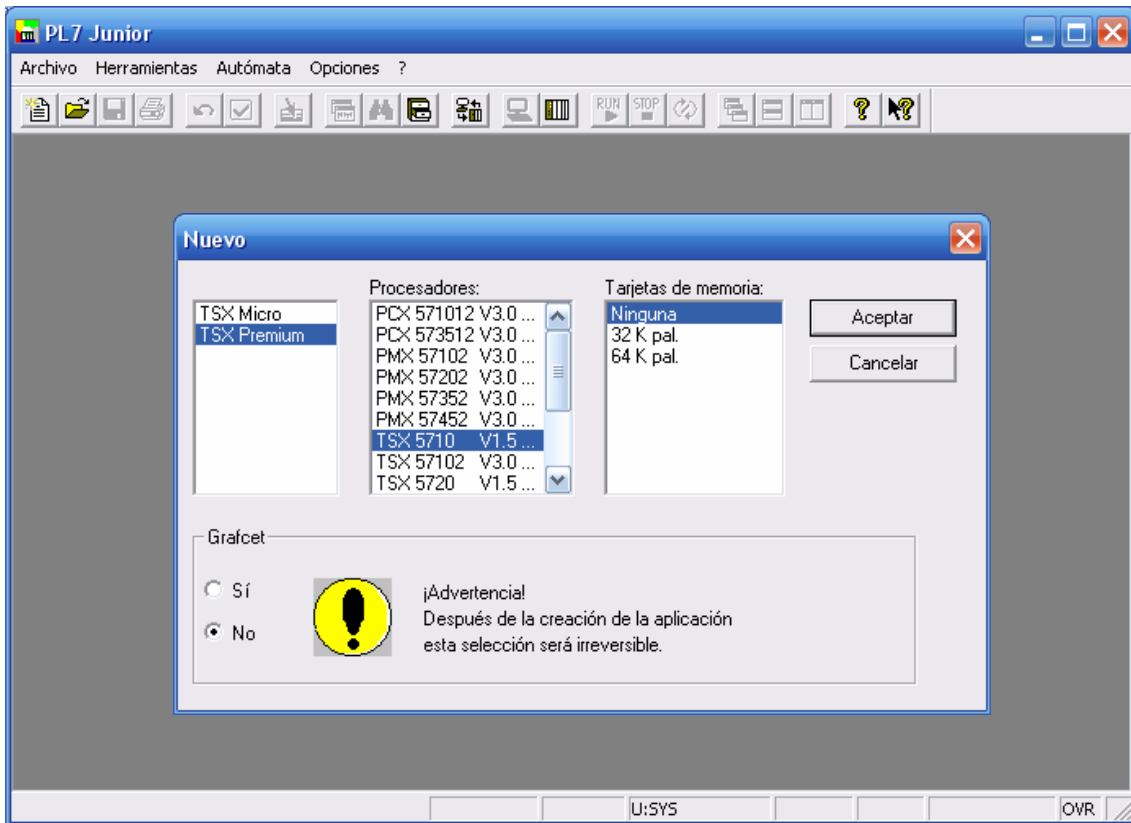 PL7 Junior
Archivo Herramientas Autómata Opciones ?
RUN STOP
Nuevo
Procesadores:
Tarjetas de memoria:
TSX Micro
TSX Premium
PCX 571012 V3.0 ...
PCX 573512 V3.0 ...
PMX 57102 V3.0 ...
PMX 57202 V3.0 ...
PMX 57352 V3.0 ...
PMX 57452 V3.0 ...
TSX 5710 V1.5 ...
TSX 57102 V3.0 ...
TSX 5720 V1.5 ...
Ninguna
32 K pal.
64 K pal.
Aceptar
Cancelar
Grafcet
Sí
No
¡Advertencia!
Después de la creación de la aplicación
esta selección será irreversible.
U:SYS
OVR